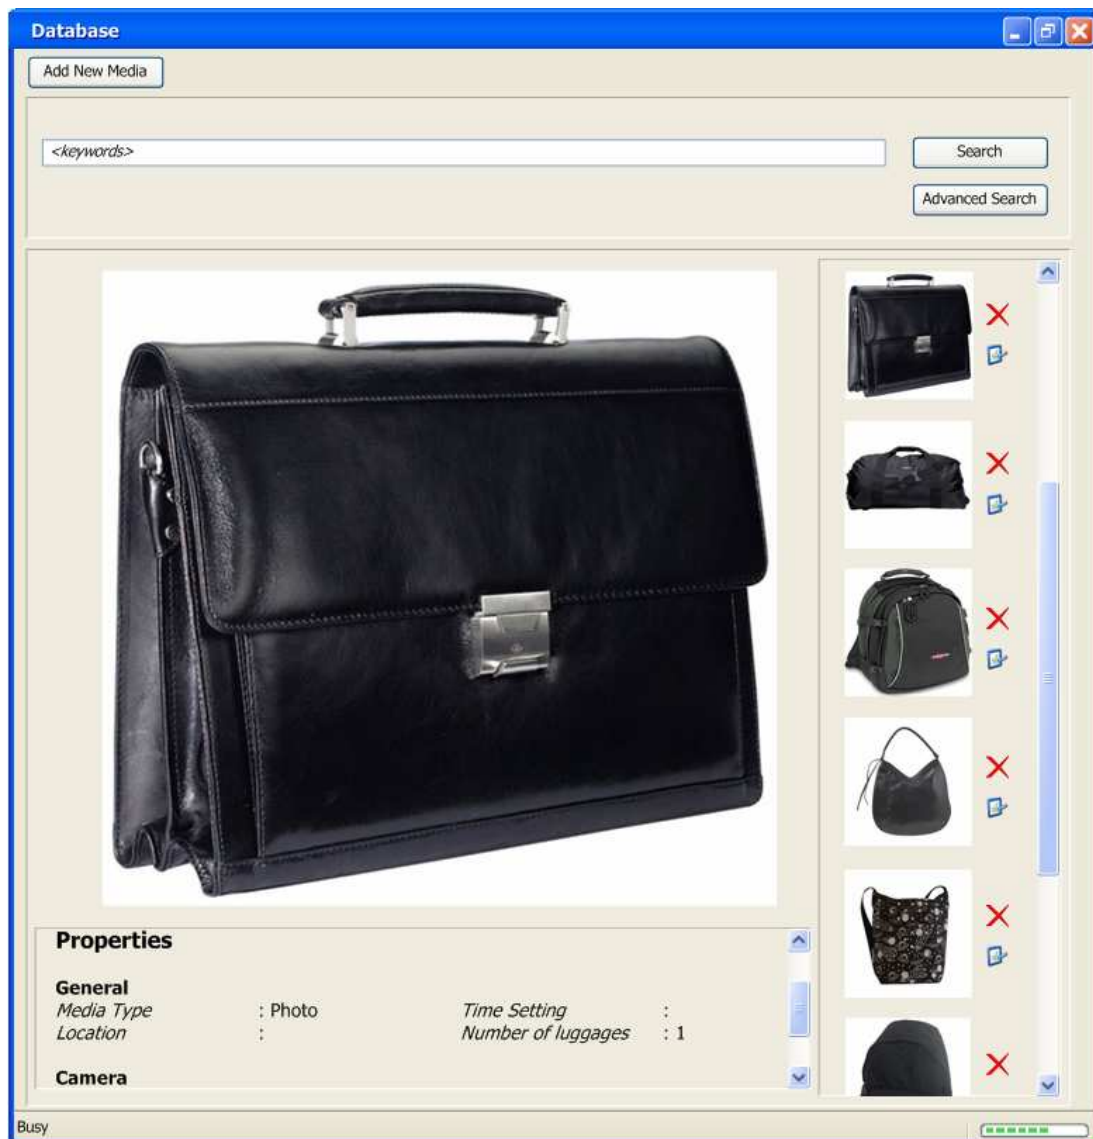 Database
Add New Media
<keywords>
Search
Advanced Search
Properties
General
Media Type : Photo Time Setting :
Location : Number of luggages : 1
Camera
Busy